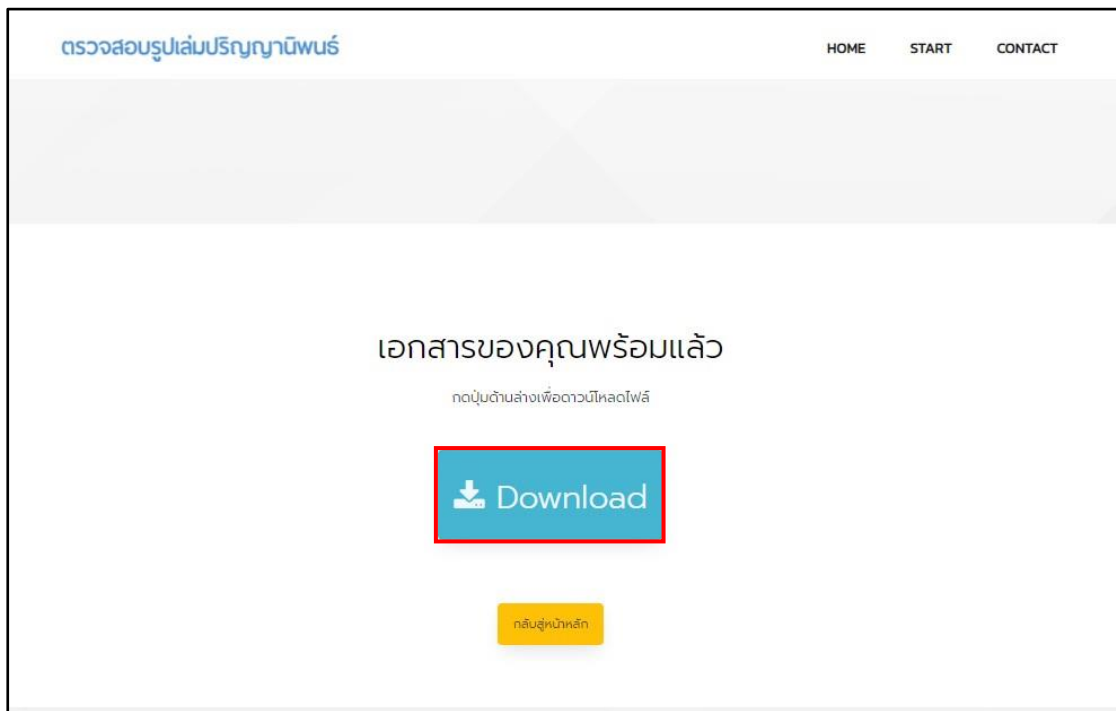 ตรวจสอบรูปเล่มปริญญานิพนธ์
HOME START CONTACT
เอกสารของคุณพร้อมแล้ว
กดปุ่มด้านล่างเพื่อดาวน์โหลดไฟล์
Download
กลับสู่หน้าหลัก